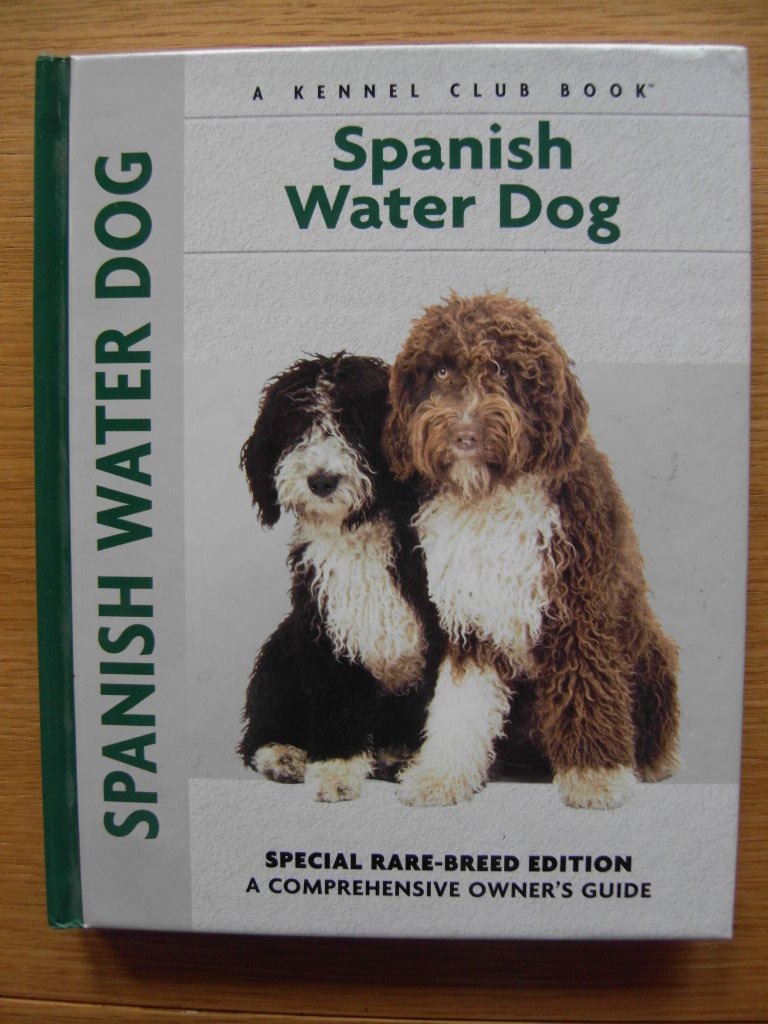 A KENNEL CLUB BOOK™
Spanish
Water Dog
SPANISH WATER DOG
SPECIAL RARE-BREED EDITION
A COMPREHENSIVE OWNER'S GUIDE